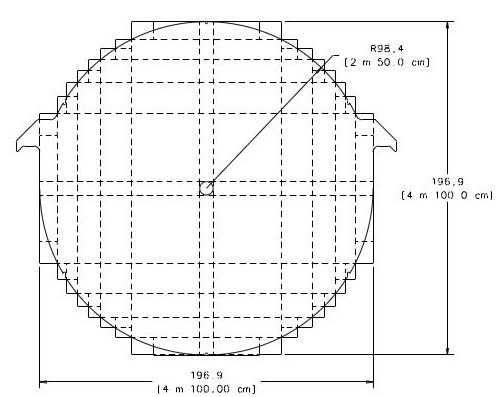 R98.4
[2 m 50.0 cm]
196.9
[4 m 100.0 cm]
196.9
[4 m 100.00 cm]